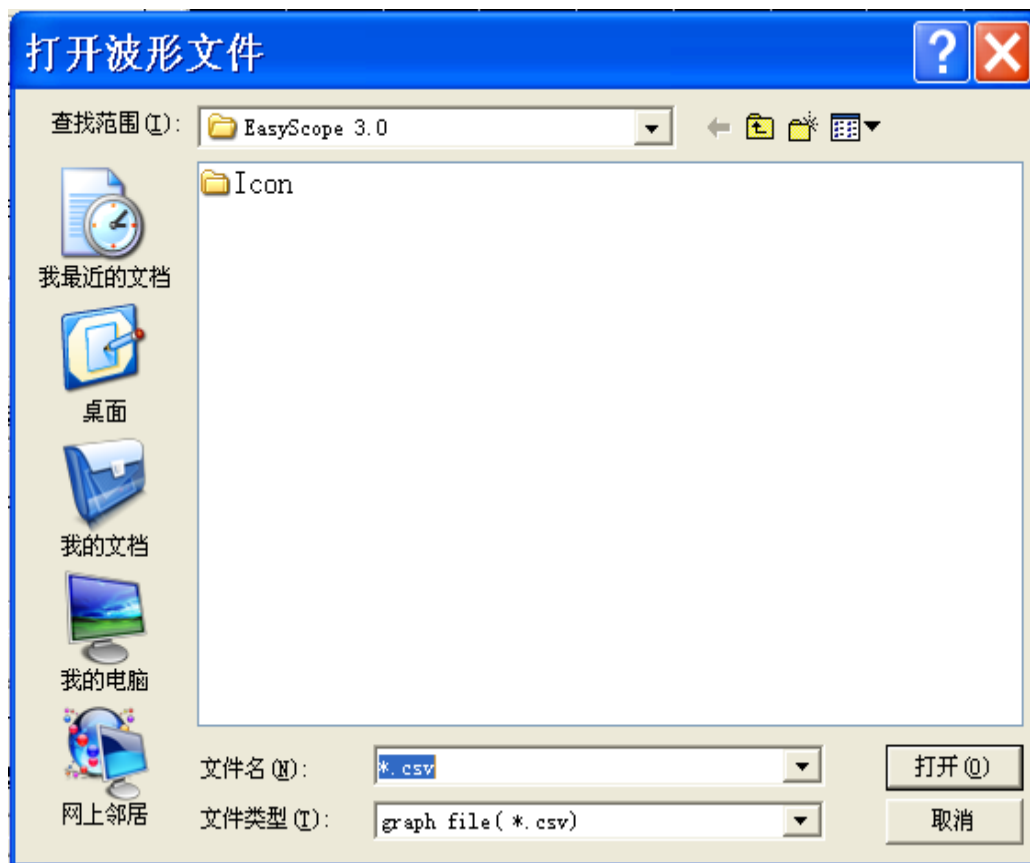 打开波形文件
查找范围(I): EasyScope 3.0
Icon
我最近的文档
桌面
我的文档
我的电脑
网上邻居
文件名(N): *.csv 打开(O)
文件类型(T): graph file( *.csv) 取消